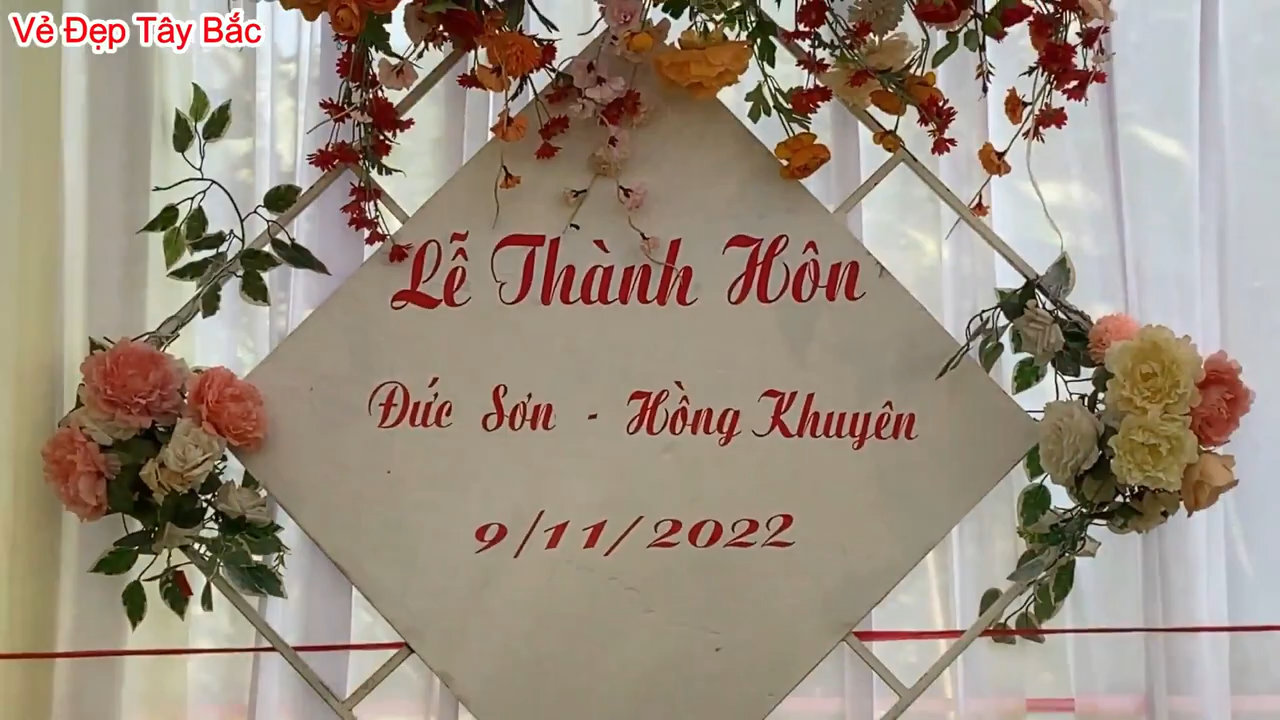 Vẻ Đẹp Tây Bắc
Lễ Thành Hôn
Đức Sơn - Hồng Khuyên
9/11/2022